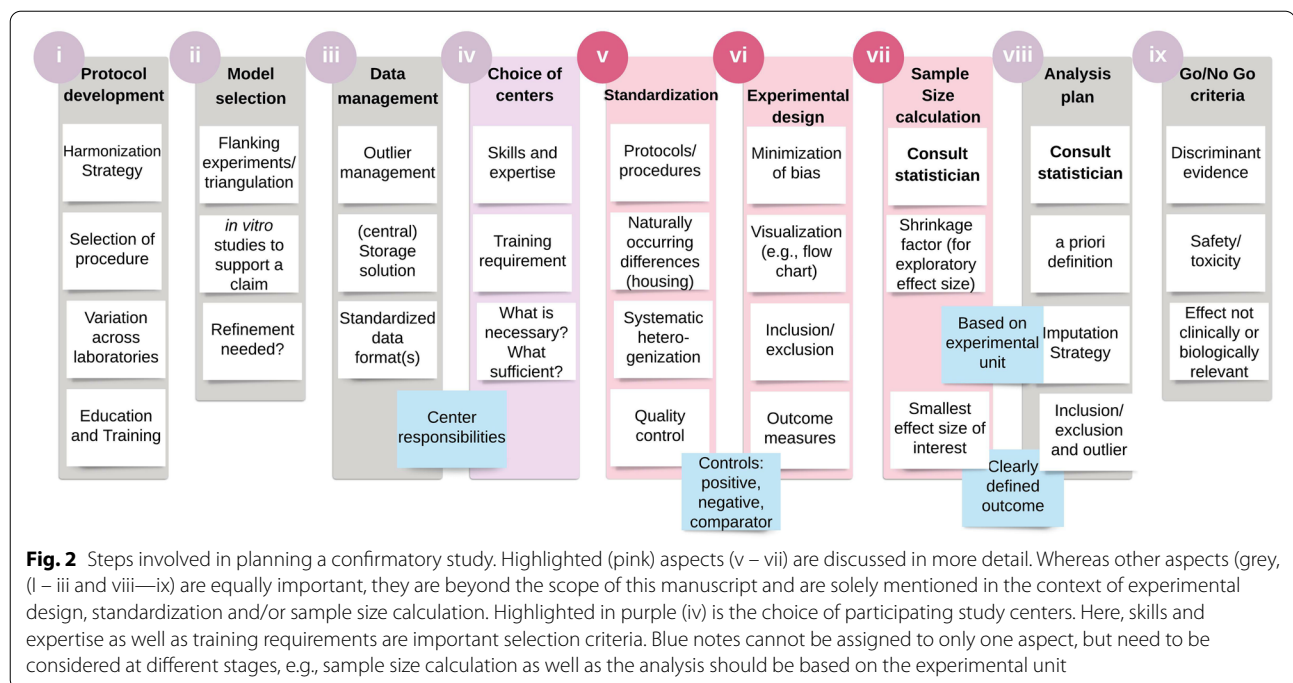 i
Protocol
development
Harmonization
Strategy
Selection of
procedure
Variation
across
laboratories
Education
and Training
ii
Model
selection
Flanking
experiments/
triangulation
in vitro
studies to
support a
claim
Refinement
needed?
iii
Data
management
Outlier
management
(central)
Storage
solution
Standardized
data
format(s)
Center
responsibilities
iv
Choice of
centers
Skills and
expertise
Training
requirement
What is
necessary?
What
sufficient?
v
Standardization
Protocols/
procedures
Naturally
occurring
differences
(housing)
Systematic
hetero-
genization
Quality
control
Controls:
positive,
negative,
comparator
vi
Experimental
design
Minimization
of bias
Visualization
(e.g., flow
chart)
Inclusion/
exclusion
Outcome
measures
vii
Sample
Size
calculation
Consult
statistician
Shrinkage
factor (for
exploratory
effect size)
Based on
experimental
unit
Smallest
effect size of
interest
Clearly
defined
outcome
viii
Analysis
plan
Consult
statistician
a priori
definition
Imputation
Strategy
Inclusion/
exclusion
and outlier
ix
Go/No Go
criteria
Discriminant
evidence
Safety/
toxicity
Effect not
clinically or
biologically
relevant
Fig. 2 Steps involved in planning a confirmatory study. Highlighted (pink) aspects (v – vii) are discussed in more detail. Whereas other aspects (grey,
(I – iii and viii—ix) are equally important, they are beyond the scope of this manuscript and are solely mentioned in the context of experimental
design, standardization and/or sample size calculation. Highlighted in purple (iv) is the choice of participating study centers. Here, skills and
expertise as well as training requirements are important selection criteria. Blue notes cannot be assigned to only one aspect, but need to be
considered at different stages, e.g., sample size calculation as well as the analysis should be based on the experimental unit